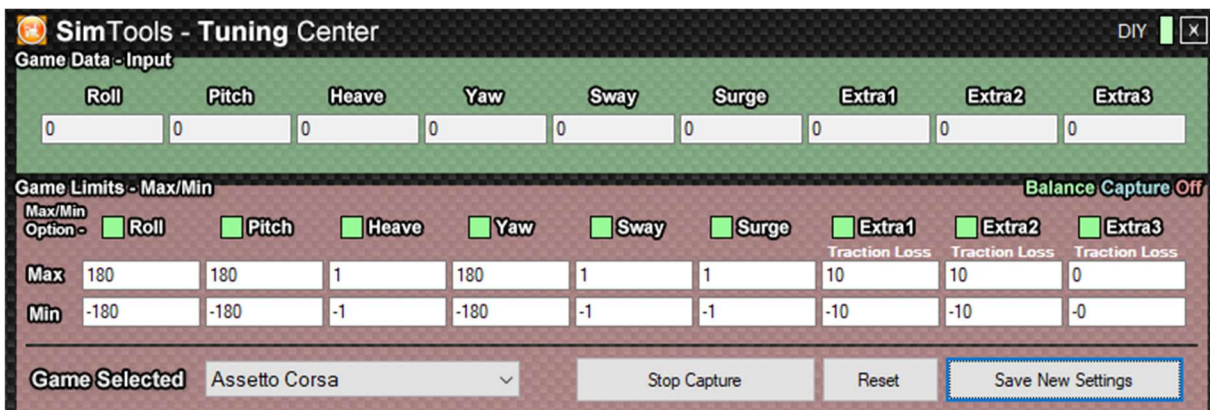 SimTools - Tuning Center DIY X
Game Data - Input
Roll Pitch Heave Yaw Sway Surge Extra1 Extra2 Extra3
0 0 0 0 0 0 0 0 0
Game Limits - Max/Min Balance Capture Off
Max/Min
Option - Roll Pitch Heave Yaw Sway Surge Extra1 Extra2 Extra3
Traction Loss Traction Loss Traction Loss
Max 180 180 1 180 1 1 10 10 0
Min -180 -180 -1 -180 -1 -1 -10 -10 -0
Game Selected Assetto Corsa Stop Capture Reset Save New Settings